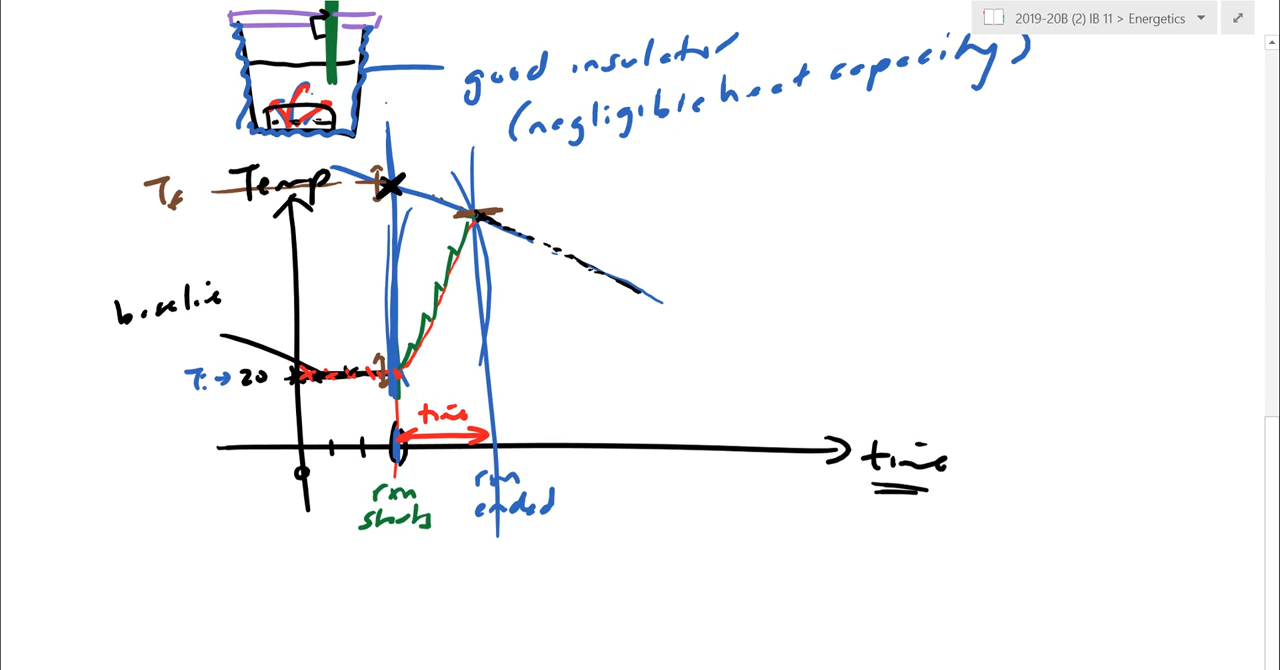 2019-20B (2) IB 11 > Energetics
good insulator
(negligible heat capacity)
Temp
Tf
Ti → 20
time
0
rxn
starts
rxn
ended
time